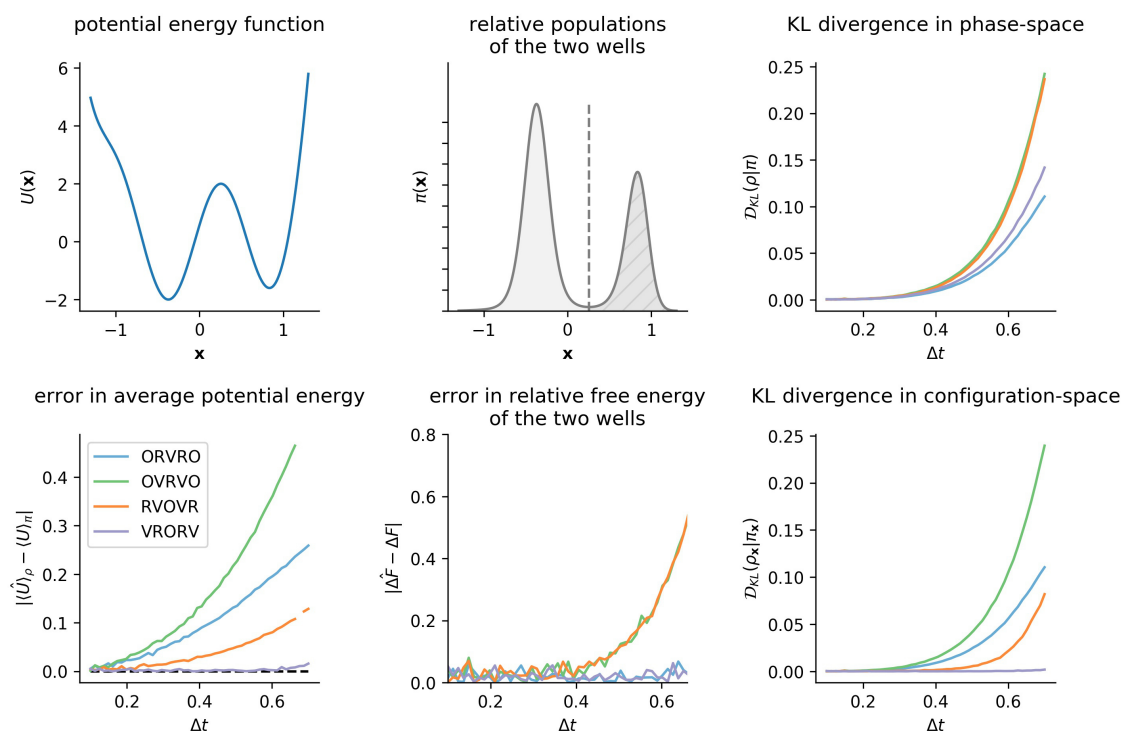 potential energy function
6
4
2
0
−2
U(x)
−1
0
1
x
relative populations
of the two wells
π(x)
−1
0
1
x
KL divergence in phase-space
0.25
0.20
0.15
0.10
0.05
0.00
𝒟KL(ρ|π)
0.2
0.4
0.6
Δt
error in average potential energy
0.4
0.3
0.2
0.1
0.0
|⟨Û⟩ρ − ⟨U⟩π|
ORVRO
OVRVO
RVOVR
VRORV
0.2
0.4
0.6
Δt
error in relative free energy
of the two wells
0.8
0.6
0.4
0.2
0.0
|ΔF̂ − ΔF|
0.2
0.4
0.6
Δt
KL divergence in configuration-space
0.25
0.20
0.15
0.10
0.05
0.00
𝒟KL(ρx|πx)
0.2
0.4
0.6
Δt